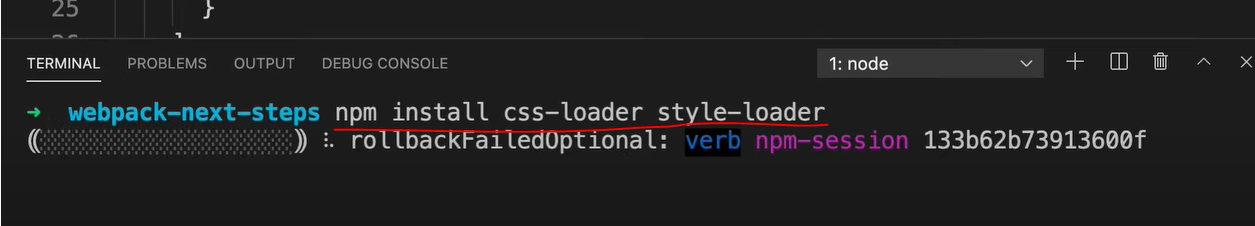 25 }
TERMINAL PROBLEMS OUTPUT DEBUG CONSOLE 1: node
➜ webpack-next-steps npm install css-loader style-loader
((░░░░░░░░░░░░░░░░░░)) ⠧ rollbackFailedOptional: verb npm-session 133b62b73913600f